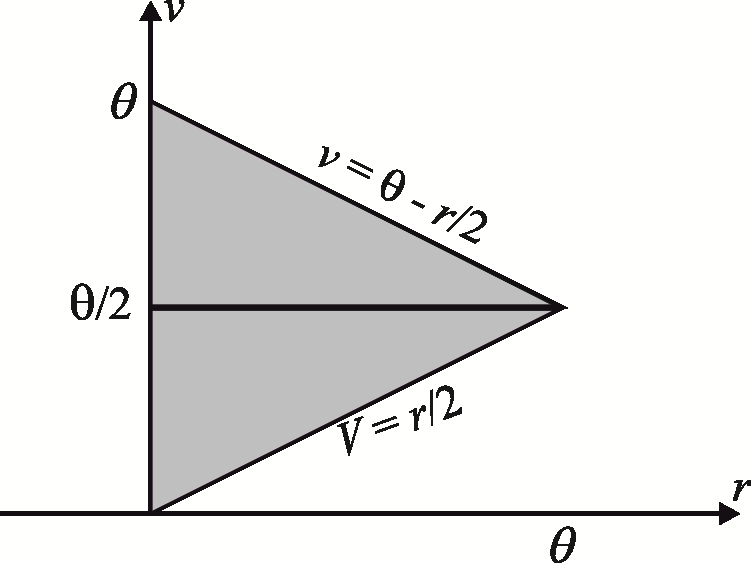 v
θ
v = θ - r/2
θ/2
V = r/2
r
θ